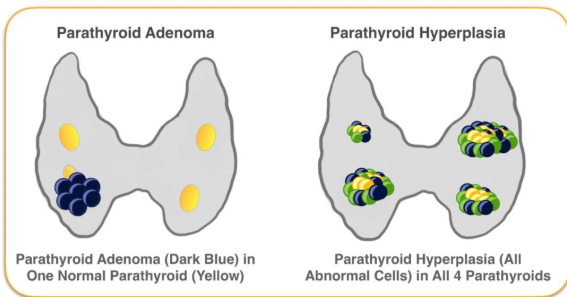 Parathyroid Adenoma
Parathyroid Adenoma (Dark Blue) in
One Normal Parathyroid (Yellow)
Parathyroid Hyperplasia
Parathyroid Hyperplasia (All
Abnormal Cells) in All 4 Parathyroids